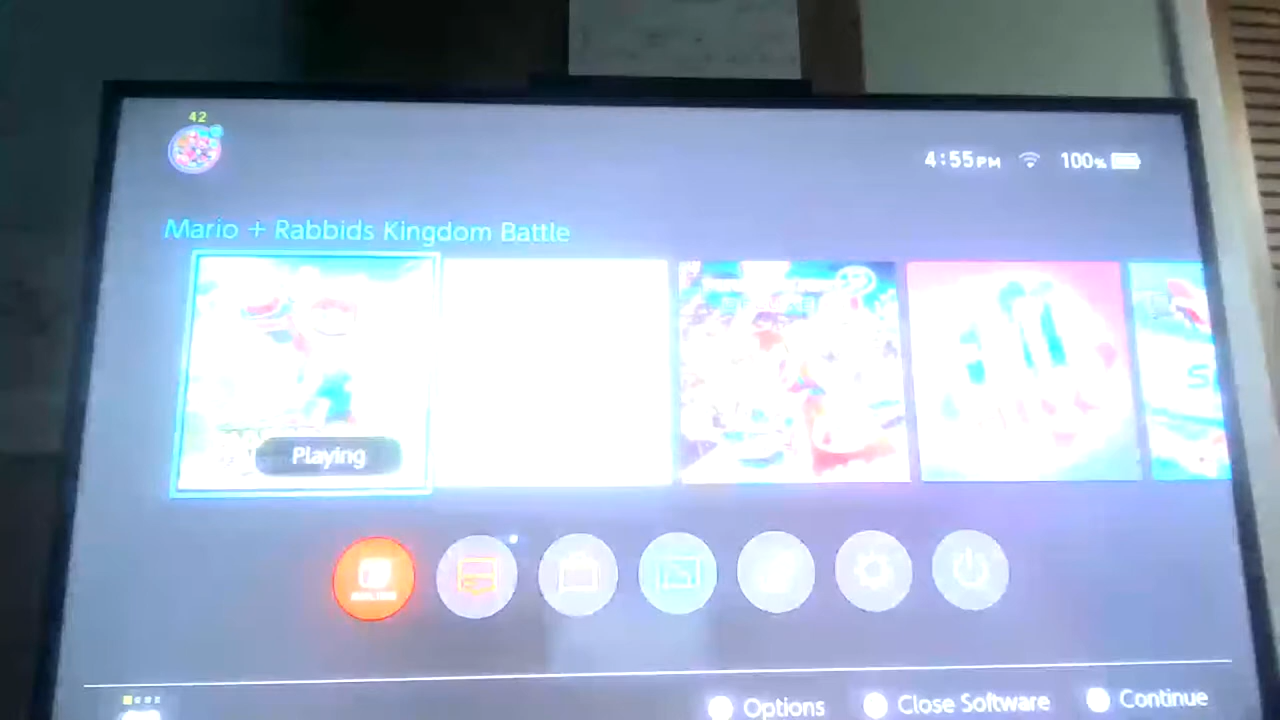 42
4:55PM 100%
Mario + Rabbids Kingdom Battle
Playing
Options Close Software Continue